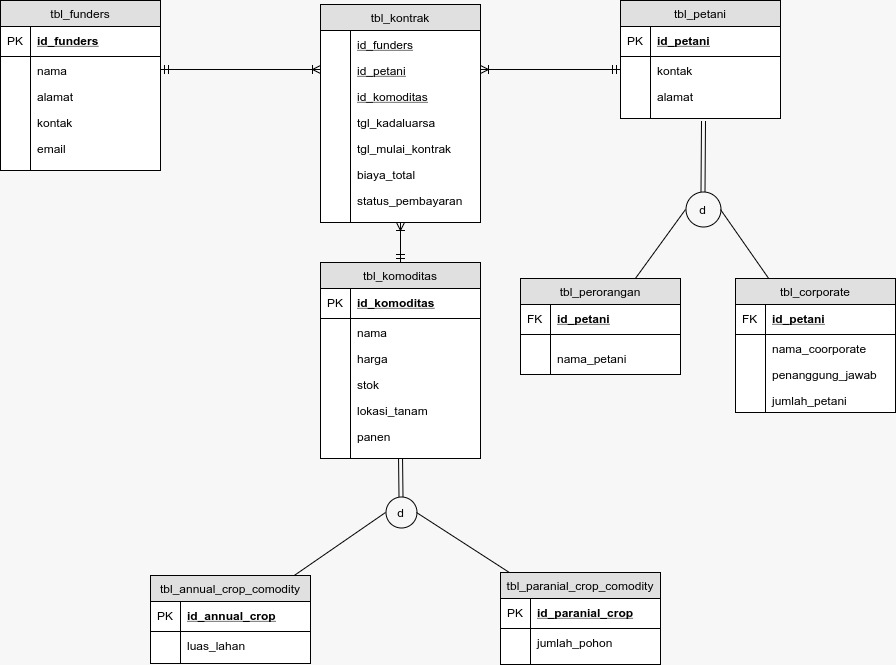 tbl_funders
PK id_funders
nama
alamat
kontak
email
tbl_kontrak
id_funders
id_petani
id_komoditas
tgl_kadaluarsa
tgl_mulai_kontrak
biaya_total
status_pembayaran
tbl_petani
PK id_petani
kontak
alamat
d
tbl_perorangan
FK id_petani
nama_petani
tbl_corporate
FK id_petani
nama_coorporate
penanggung_jawab
jumlah_petani
tbl_komoditas
PK id_komoditas
nama
harga
stok
lokasi_tanam
panen
d
tbl_annual_crop_comodity
PK id_annual_crop
luas_lahan
tbl_paranial_crop_comodity
PK id_paranial_crop
jumlah_pohon